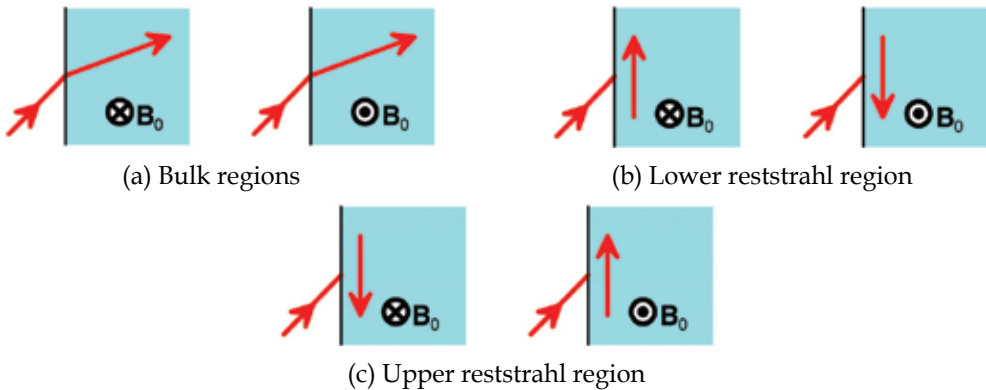 B₀ B₀ B₀ B₀
(a) Bulk regions (b) Lower reststrahl region
B₀ B₀
(c) Upper reststrahl region